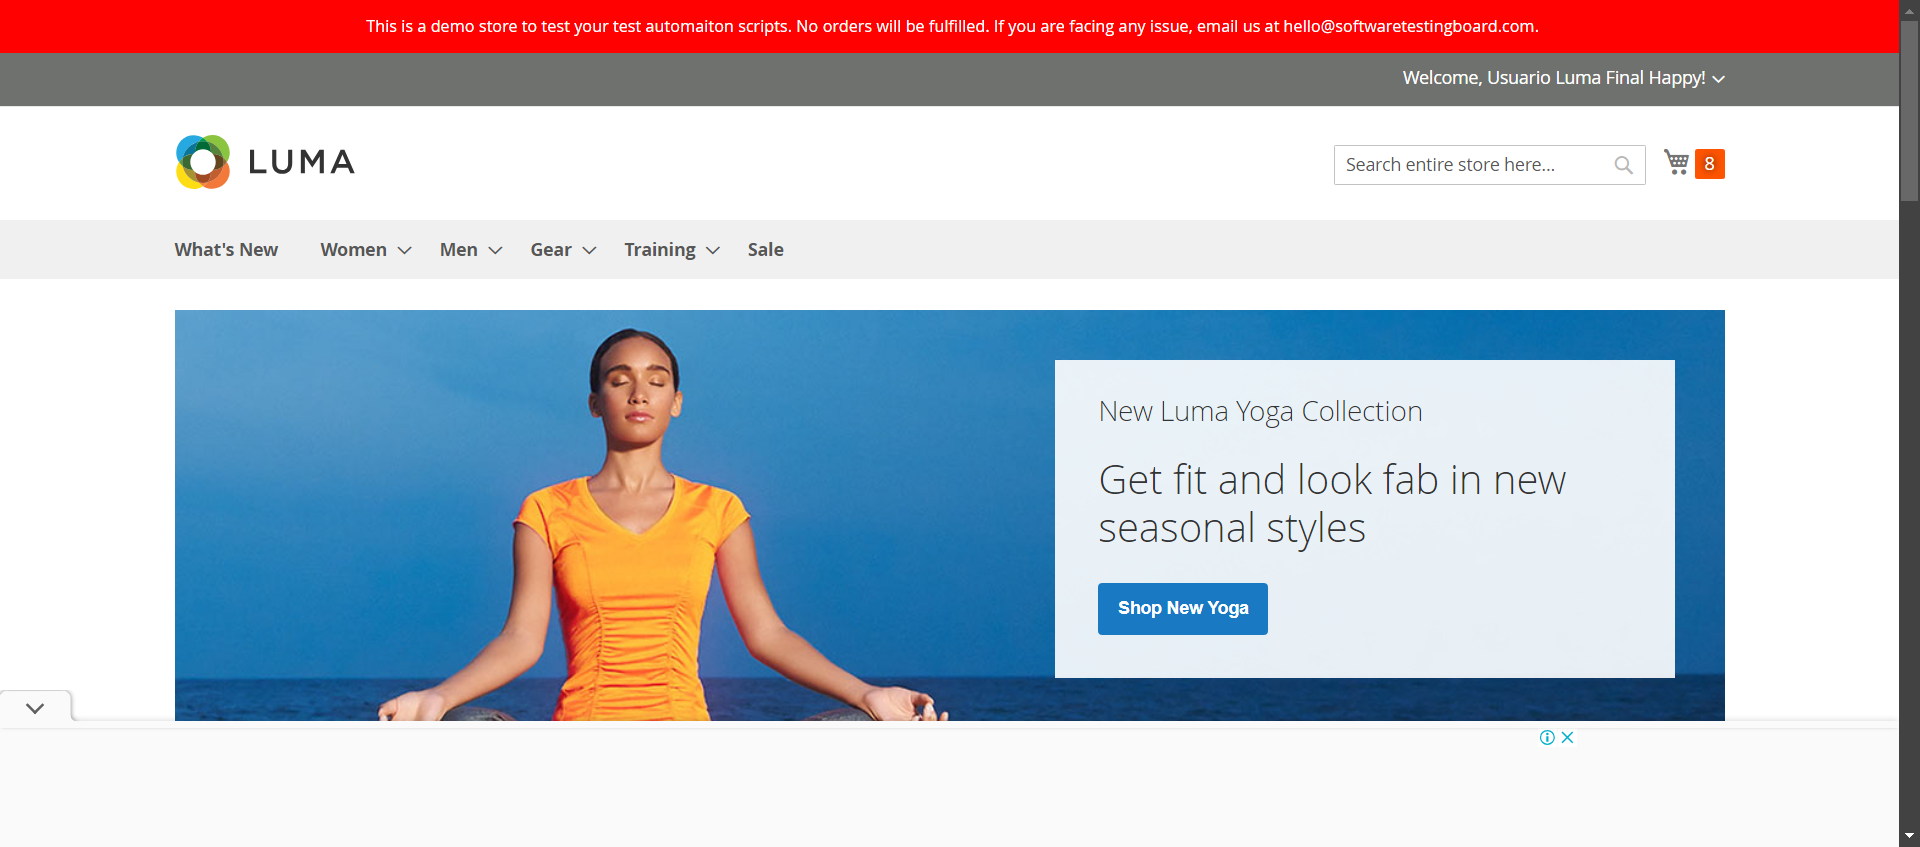 This is a demo store to test your test automaiton scripts. No orders will be fulfilled. If you are facing any issue, email us at hello@softwaretestingboard.com.
Welcome, Usuario Luma Final Happy!
LUMA
Search entire store here...
8
What's New
Women
Men
Gear
Training
Sale
New Luma Yoga Collection
Get fit and look fab in new
seasonal styles
Shop New Yoga